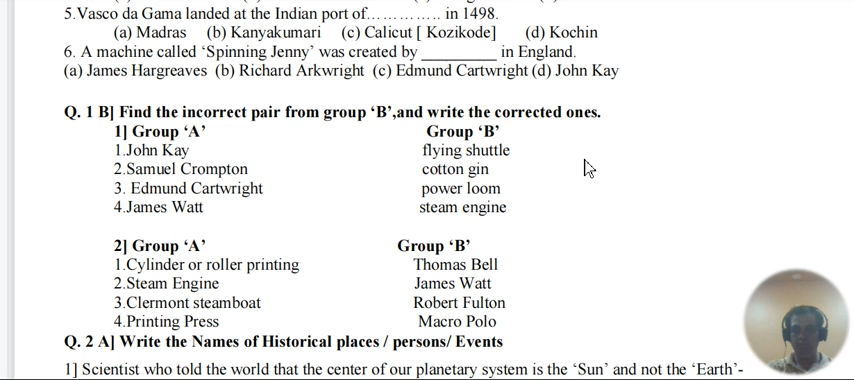 5.Vasco da Gama landed at the Indian port of………….. in 1498.
(a) Madras (b) Kanyakumari (c) Calicut [ Kozikode] (d) Kochin
6. A machine called ‘Spinning Jenny’ was created by _________ in England.
(a) James Hargreaves (b) Richard Arkwright (c) Edmund Cartwright (d) John Kay
Q. 1 B] Find the incorrect pair from group ‘B’,and write the corrected ones.
1] Group ‘A’ Group ‘B’
1.John Kay flying shuttle
2.Samuel Crompton cotton gin
3. Edmund Cartwright power loom
4.James Watt steam engine
2] Group ‘A’ Group ‘B’
1.Cylinder or roller printing Thomas Bell
2.Steam Engine James Watt
3.Clermont steamboat Robert Fulton
4.Printing Press Macro Polo
Q. 2 A] Write the Names of Historical places / persons/ Events
1] Scientist who told the world that the center of our planetary system is the ‘Sun’ and not the ‘Earth’-